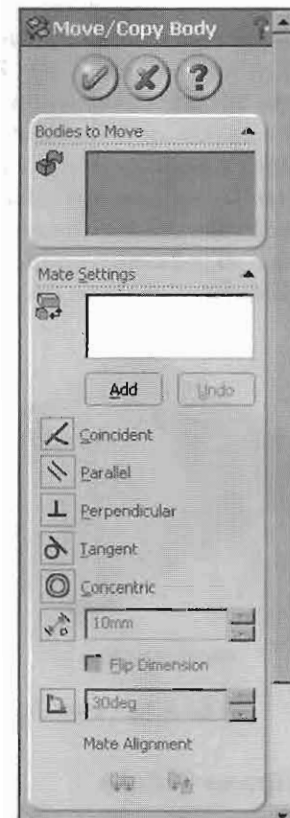 Move/Copy Body
?
Bodies to Move
Mate Settings
Add Undo
Coincident
Parallel
Perpendicular
Tangent
Concentric
10mm
Flip Dimension
30deg
Mate Alignment